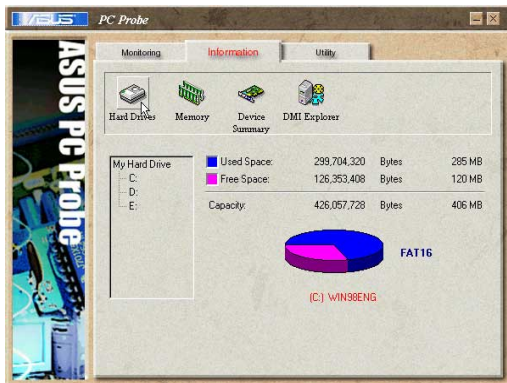 ASUS PC Probe
Monitoring Information Utility
Hard Drives Memory Device Summary DMI Explorer
ASUS PC Probe
My Hard Drive
C:
D:
E:
Used Space: 299,704,320 Bytes 285 MB
Free Space: 126,353,408 Bytes 120 MB
Capacity: 426,057,728 Bytes 406 MB
FAT16
(C:) WIN98ENG